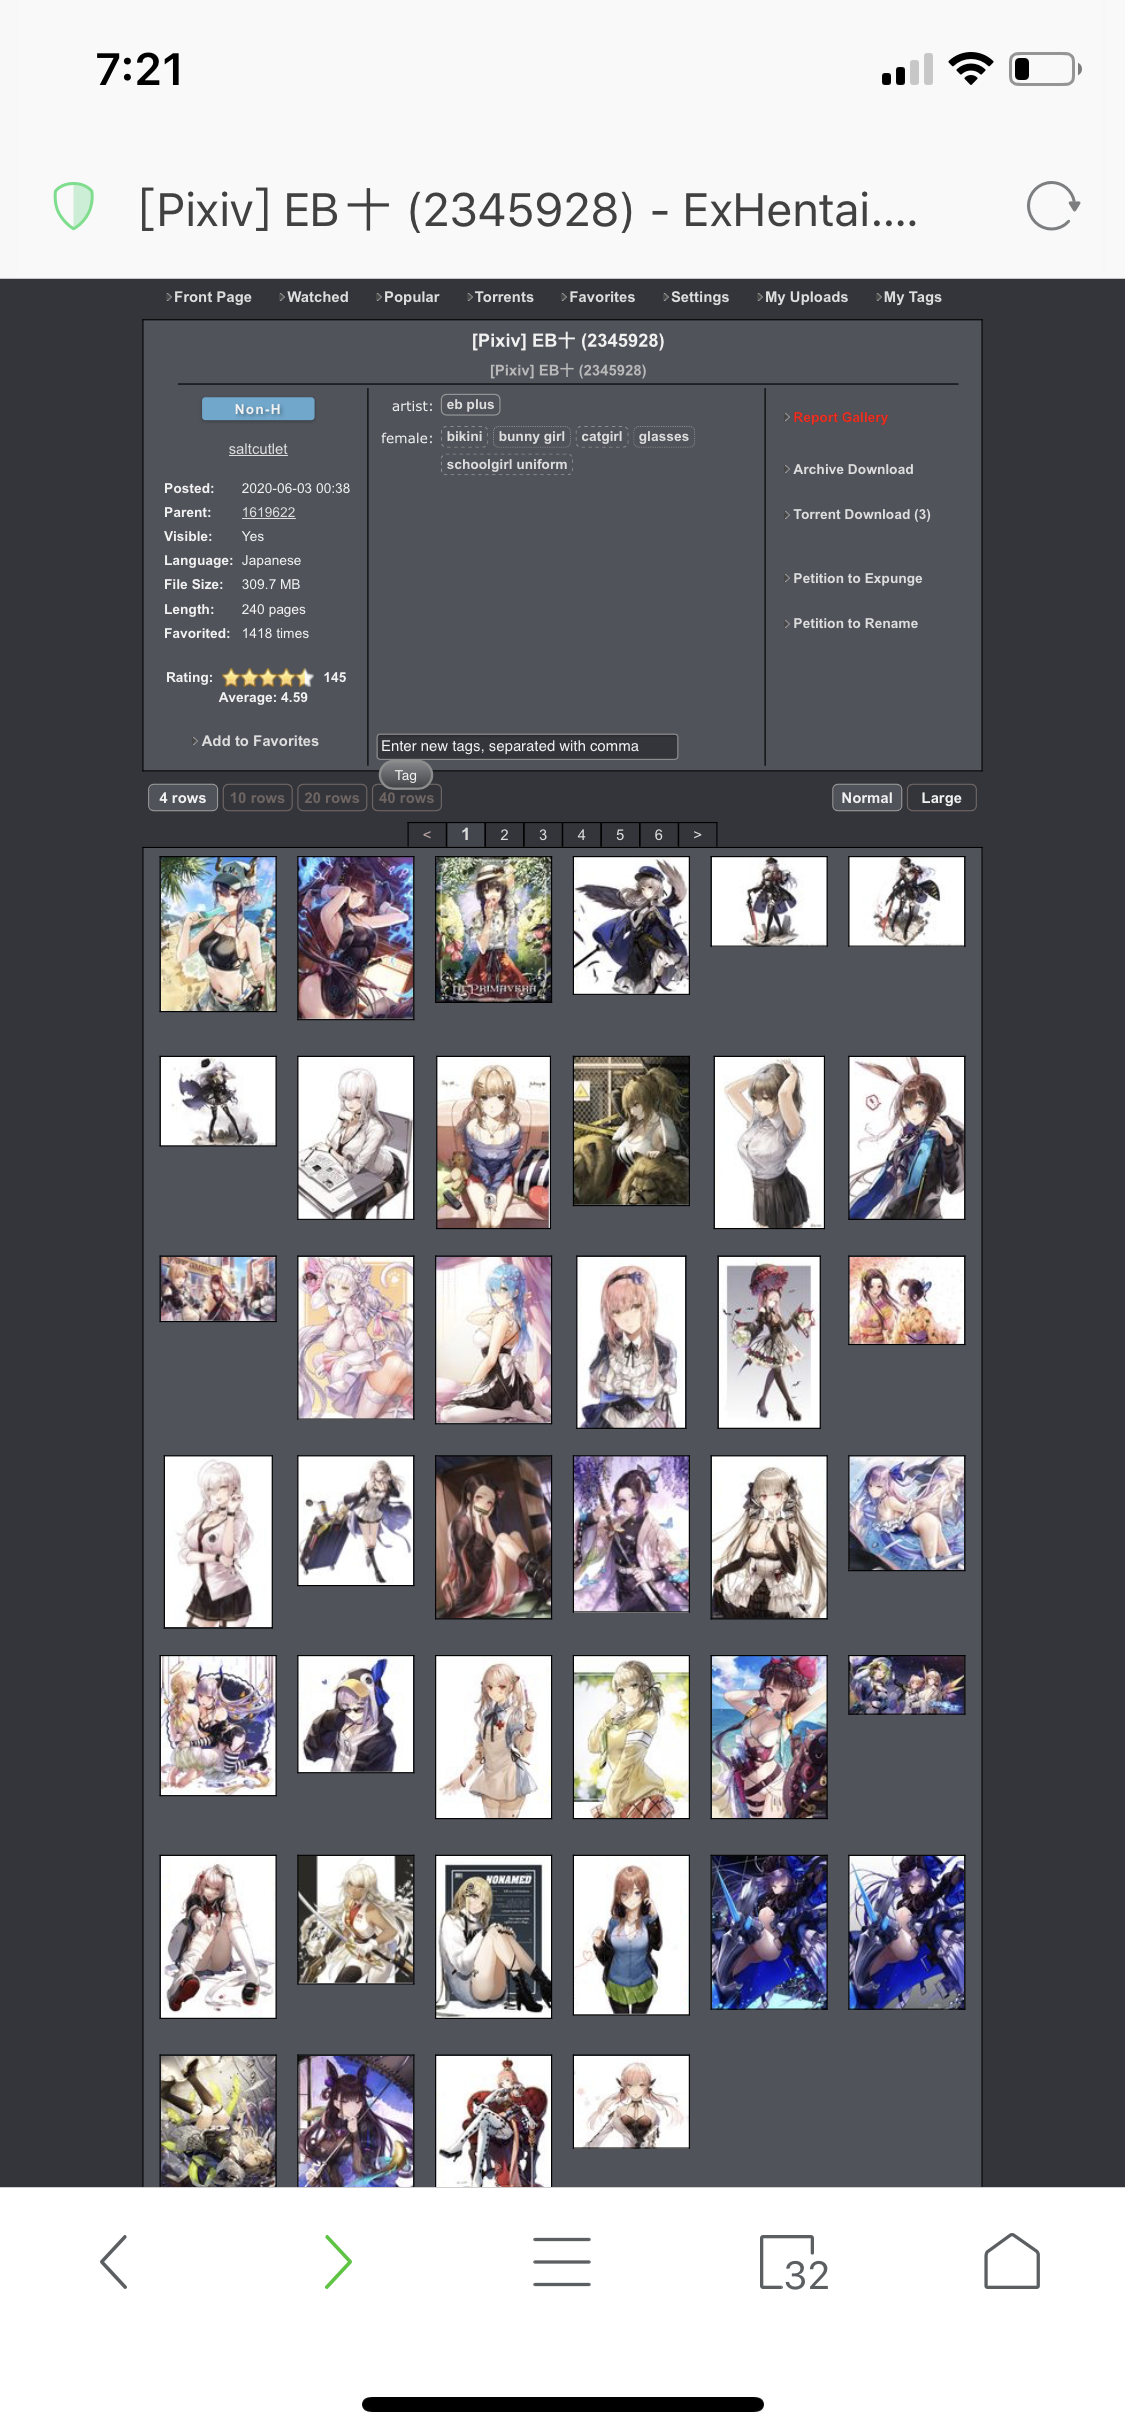 7:21
[Pixiv] EB十 (2345928) - ExHentai....
Front Page Watched Popular Torrents Favorites Settings My Uploads My Tags
[Pixiv] EB十 (2345928)
[Pixiv] EB十 (2345928)
Non-H
saltcutlet
Posted: 2020-06-03 00:38
Parent: 1619622
Visible: Yes
Language: Japanese
File Size: 309.7 MB
Length: 240 pages
Favorited: 1418 times
Rating: 145
Average: 4.59
Add to Favorites
artist: eb plus
female: bikini bunny girl catgirl glasses
schoolgirl uniform
Enter new tags, separated with comma
Tag
Report Gallery
Archive Download
Torrent Download (3)
Petition to Expunge
Petition to Rename
4 rows 10 rows 20 rows 40 rows Normal Large
< 1 2 3 4 5 6 >
PRIMAVERA
NONAMED
32